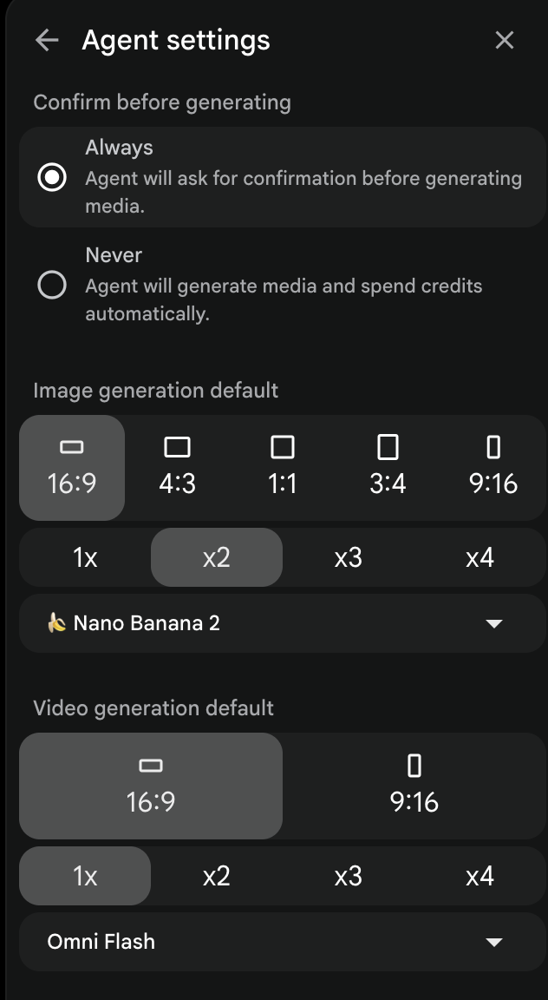 Agent settings
Confirm before generating
Always
Agent will ask for confirmation before generating
media.
Never
Agent will generate media and spend credits
automatically.
Image generation default
16:9 4:3 1:1 3:4 9:16
1x x2 x3 x4
🍌 Nano Banana 2
Video generation default
16:9 9:16
1x x2 x3 x4
Omni Flash